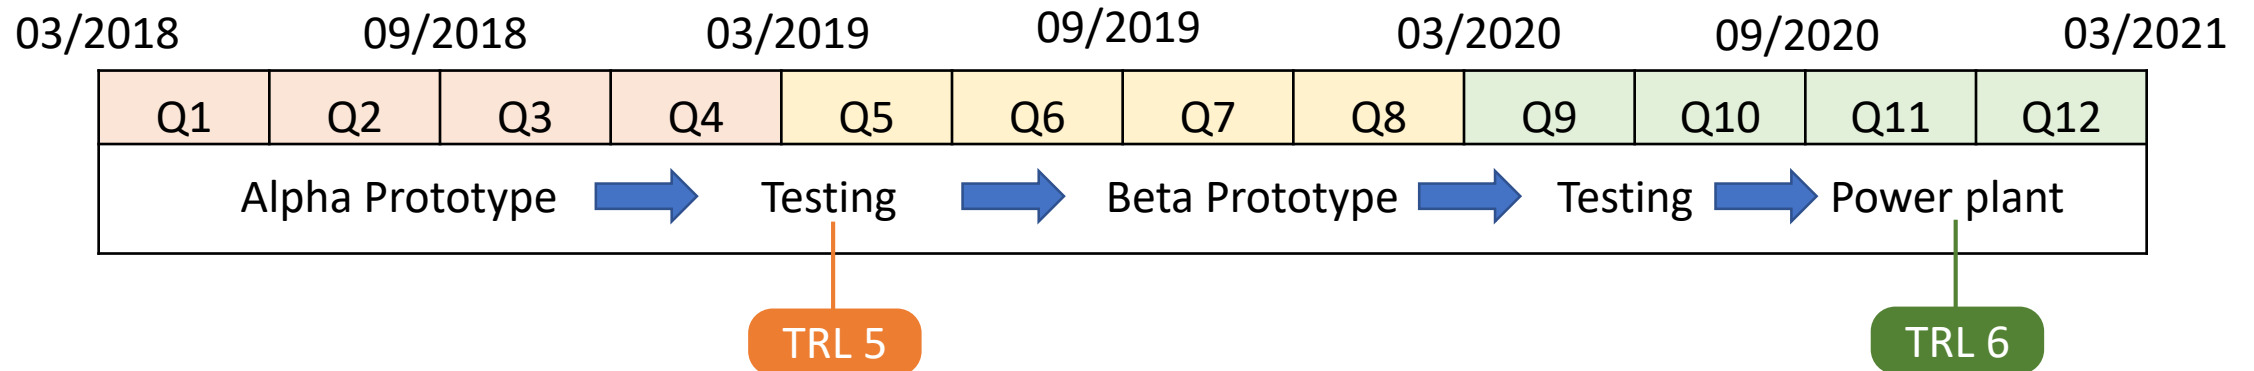 03/2018 09/2018 03/2019 09/2019 03/2020 09/2020 03/2021
Q1 Q2 Q3 Q4 Q5 Q6 Q7 Q8 Q9 Q10 Q11 Q12
Alpha Prototype Testing Beta Prototype Testing Power plant
TRL 5 TRL 6